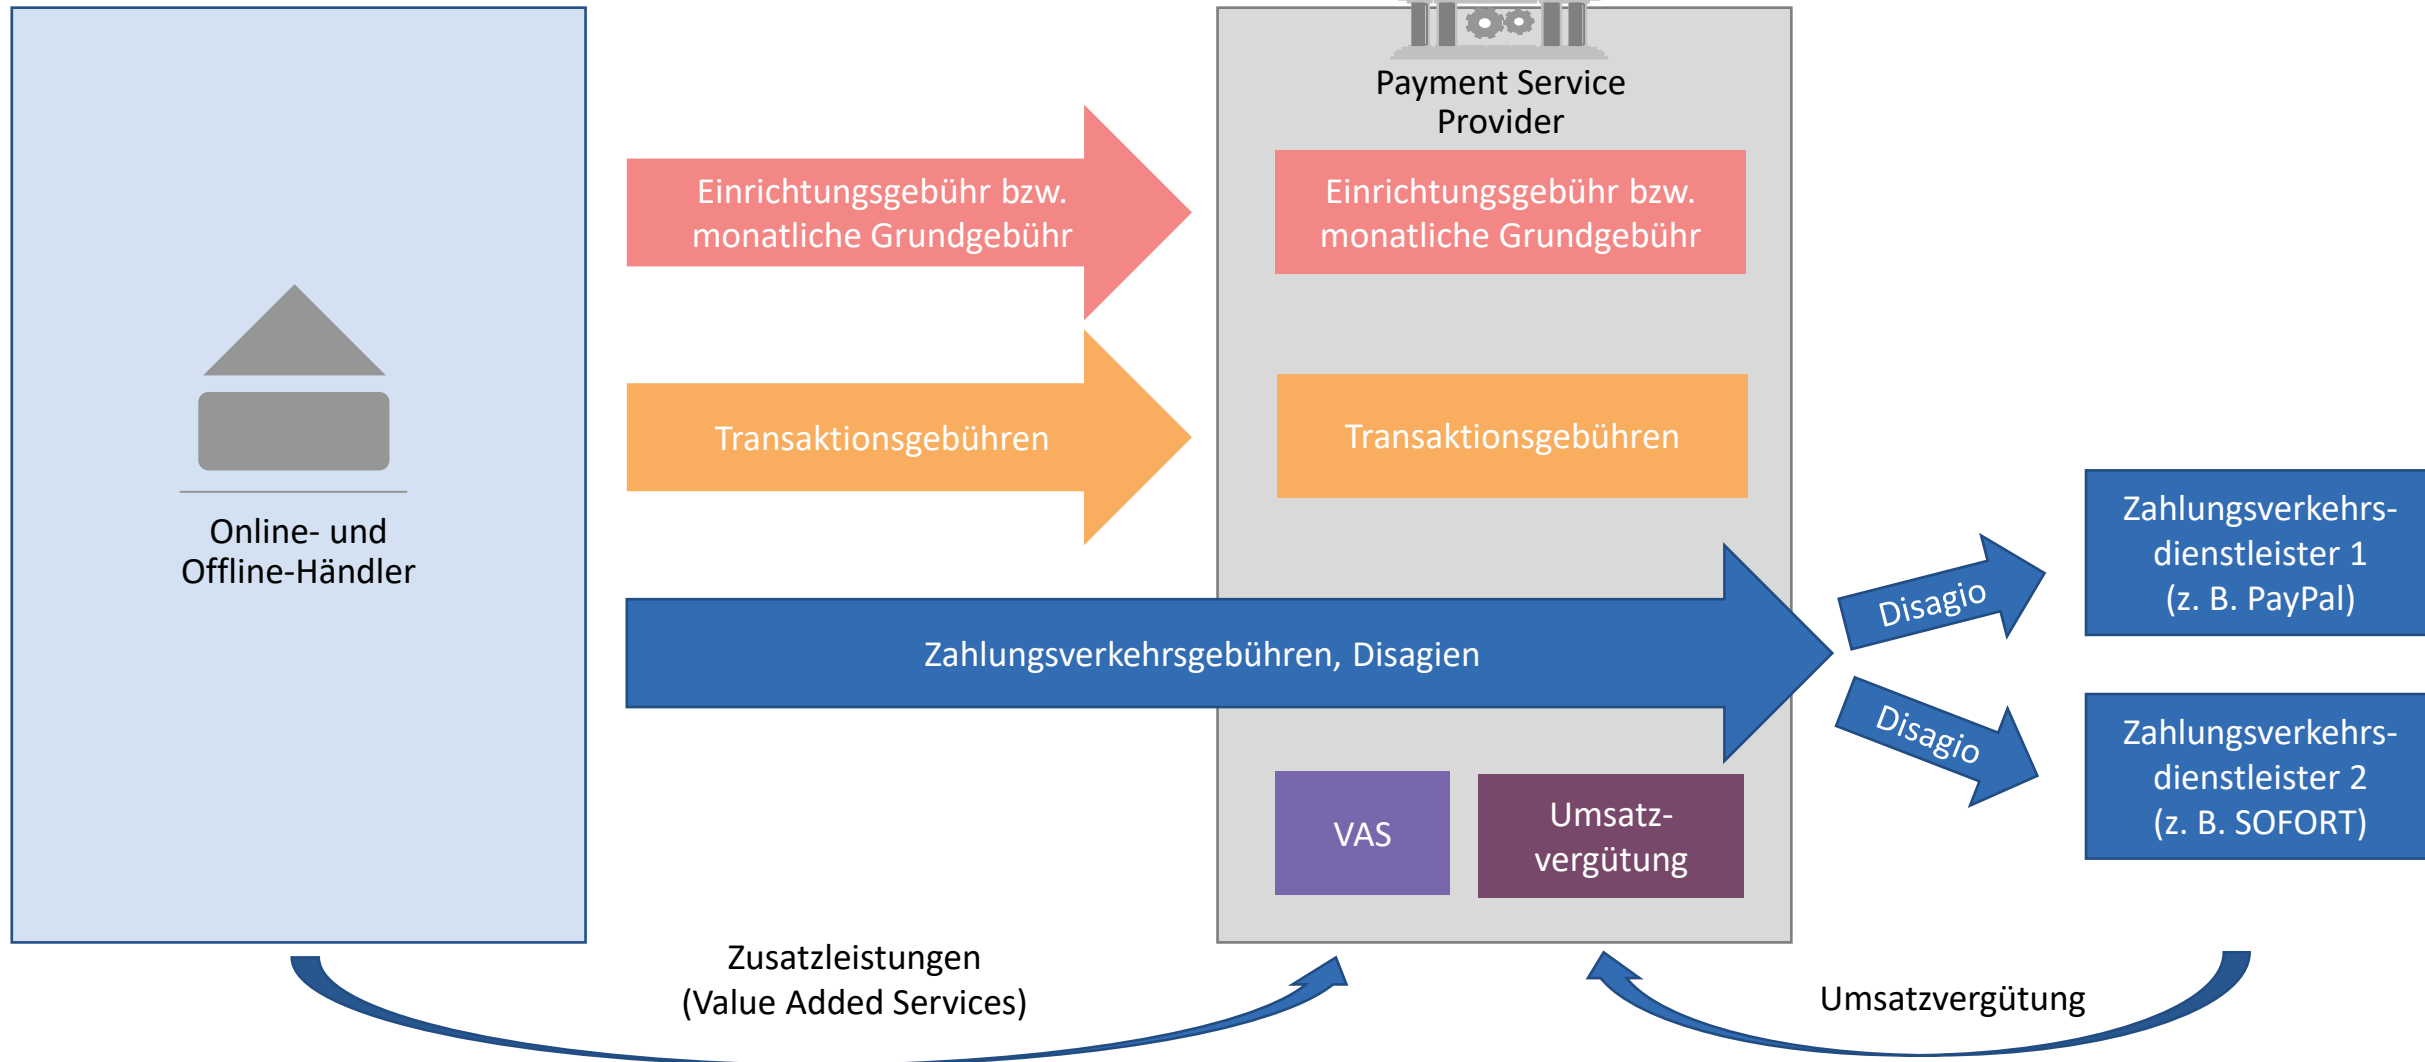 Payment Service
Provider
Einrichtungsgebühr bzw.
monatliche Grundgebühr
Einrichtungsgebühr bzw.
monatliche Grundgebühr
Transaktionsgebühren
Transaktionsgebühren
Online- und
Offline-Händler
Zahlungsverkehrsgebühren, Disagien
Disagio
Disagio
Zahlungsverkehrs-
dienstleister 1
(z. B. PayPal)
Zahlungsverkehrs-
dienstleister 2
(z. B. SOFORT)
VAS
Umsatz-
vergütung
Zusatzleistungen
(Value Added Services)
Umsatzvergütung